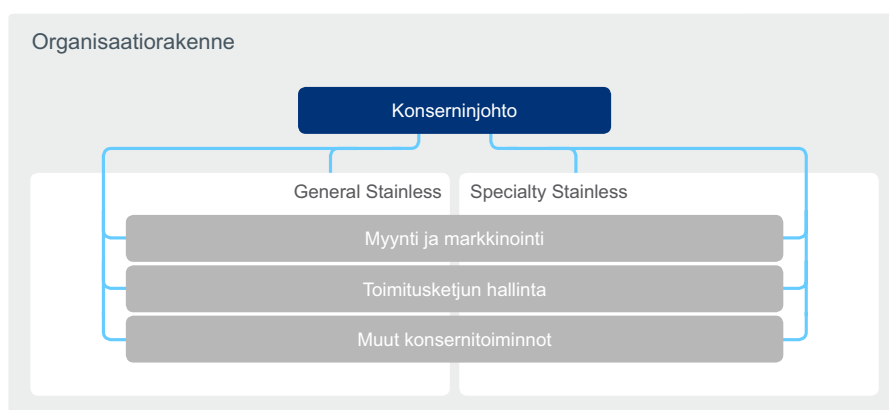 Organisaatiorakenne
Konserninjohto
General Stainless
Specialty Stainless
Myynti ja markkinointi
Toimitusketjun hallinta
Muut konsernitoiminnot